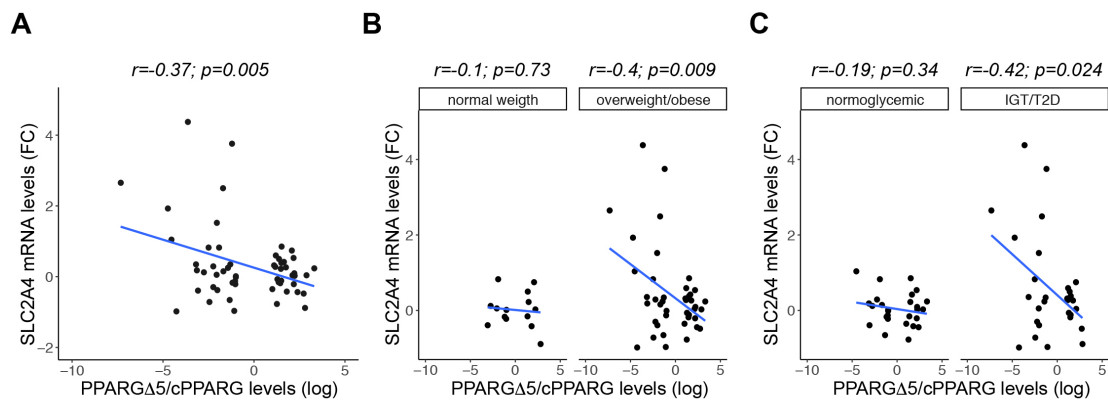 A
B
C
r=-0.37; p=0.005
r=-0.1; p=0.73
r=-0.4; p=0.009
r=-0.19; p=0.34
r=-0.42; p=0.024
normal weigth
overweight/obese
normoglycemic
IGT/T2D
SLC2A4 mRNA levels (FC)
4
2
0
−2
−10
−5
0
5
PPARGΔ5/cPPARG levels (log)
SLC2A4 mRNA levels (FC)
4
2
0
−10
−5
0
5
−10
−5
0
5
PPARGΔ5/cPPARG levels (log)
SLC2A4 mRNA levels (FC)
4
2
0
−10
−5
0
5
−10
−5
0
5
PPARGΔ5/cPPARG levels (log)